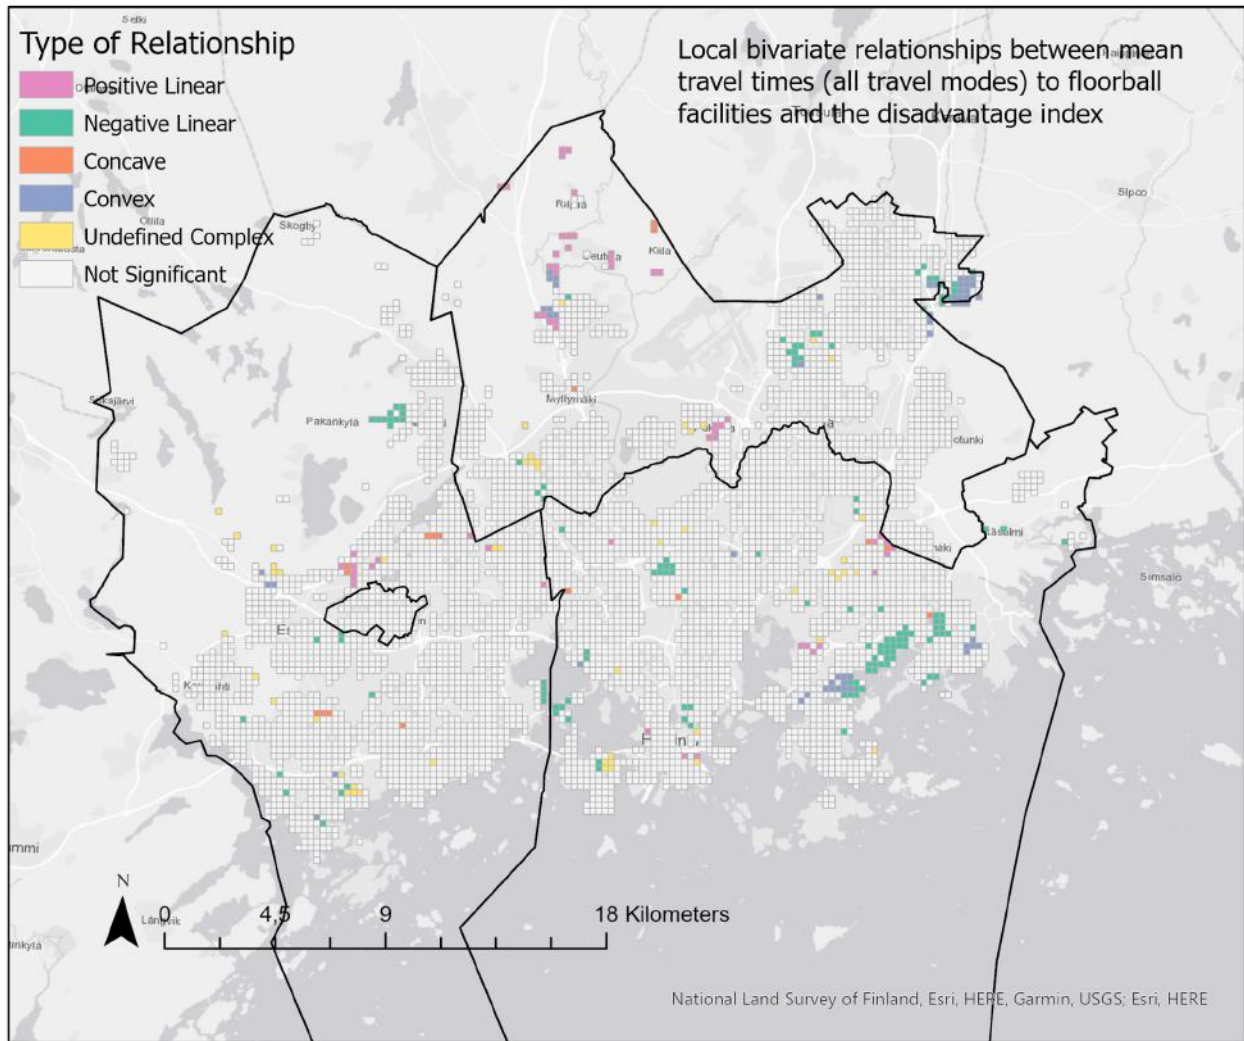 Selki
Type of Relationship
Positive Linear
Negative Linear
Concave
Convex
Undefined Complex
Not Significant
Local bivariate relationships between mean
travel times (all travel modes) to floorball
facilities and the disadvantage index
Sipoo
Ollila
Skogby
Kiila
Myllymäki
Pakankylä
Simsalö
N
0
4,5
9
18 Kilometers
Långvik
National Land Survey of Finland, Esri, HERE, Garmin, USGS; Esri, HERE